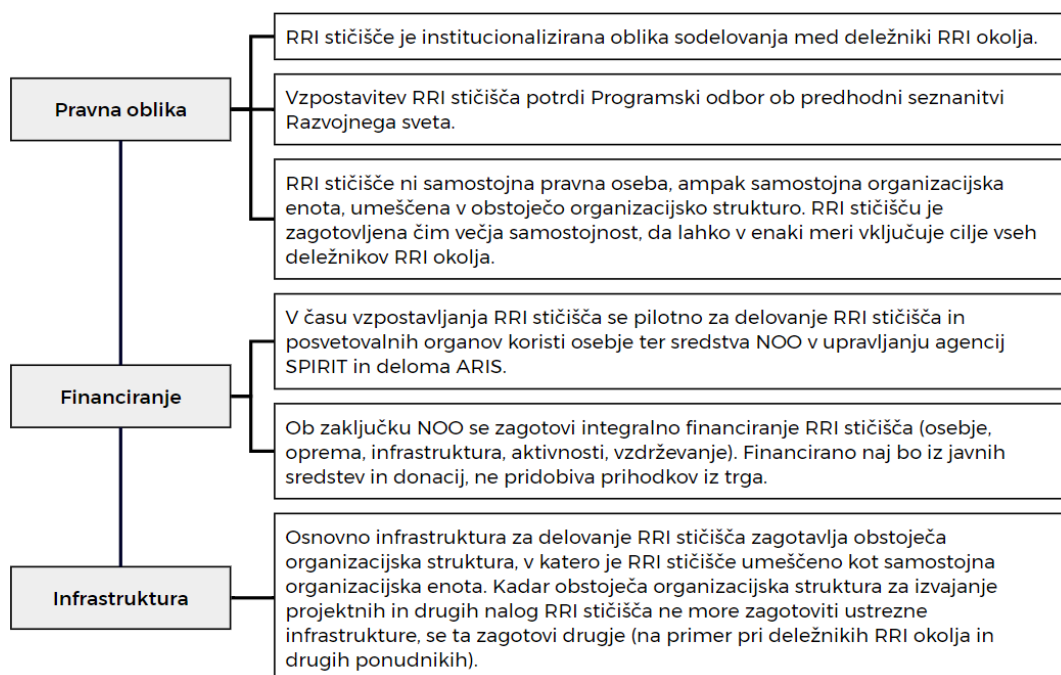 Pravna oblika
RRI stičišče je institucionalizirana oblika sodelovanja med deležniki RRI okolja.
Vzpostavitev RRI stičišča potrdi Programski odbor ob predhodni seznanitvi
Razvojnega sveta.
RRI stičišče ni samostojna pravna oseba, ampak samostojna organizacijska
enota, umeščena v obstoječo organizacijsko strukturo. RRI stičišču je
zagotovljena čim večja samostojnost, da lahko v enaki meri vključuje cilje vseh
deležnikov RRI okolja.
Financiranje
V času vzpostavljanja RRI stičišča se pilotno za delovanje RRI stičišča in
posvetovalnih organov koristi osebje ter sredstva NOO v upravljanju agencij
SPIRIT in deloma ARIS.
Ob zaključku NOO se zagotovi integralno financiranje RRI stičišča (osebje,
oprema, infrastruktura, aktivnosti, vzdrževanje). Financirano naj bo iz javnih
sredstev in donacij, ne pridobiva prihodkov iz trga.
Infrastruktura
Osnovno infrastruktura za delovanje RRI stičišča zagotavlja obstoječa
organizacijska struktura, v katero je RRI stičišče umeščeno kot samostojna
organizacijska enota. Kadar obstoječa organizacijska struktura za izvajanje
projektnih in drugih nalog RRI stičišča ne more zagotoviti ustrezne
infrastrukture, se ta zagotovi drugje (na primer pri deležnikih RRI okolja in
drugih ponudnikih).